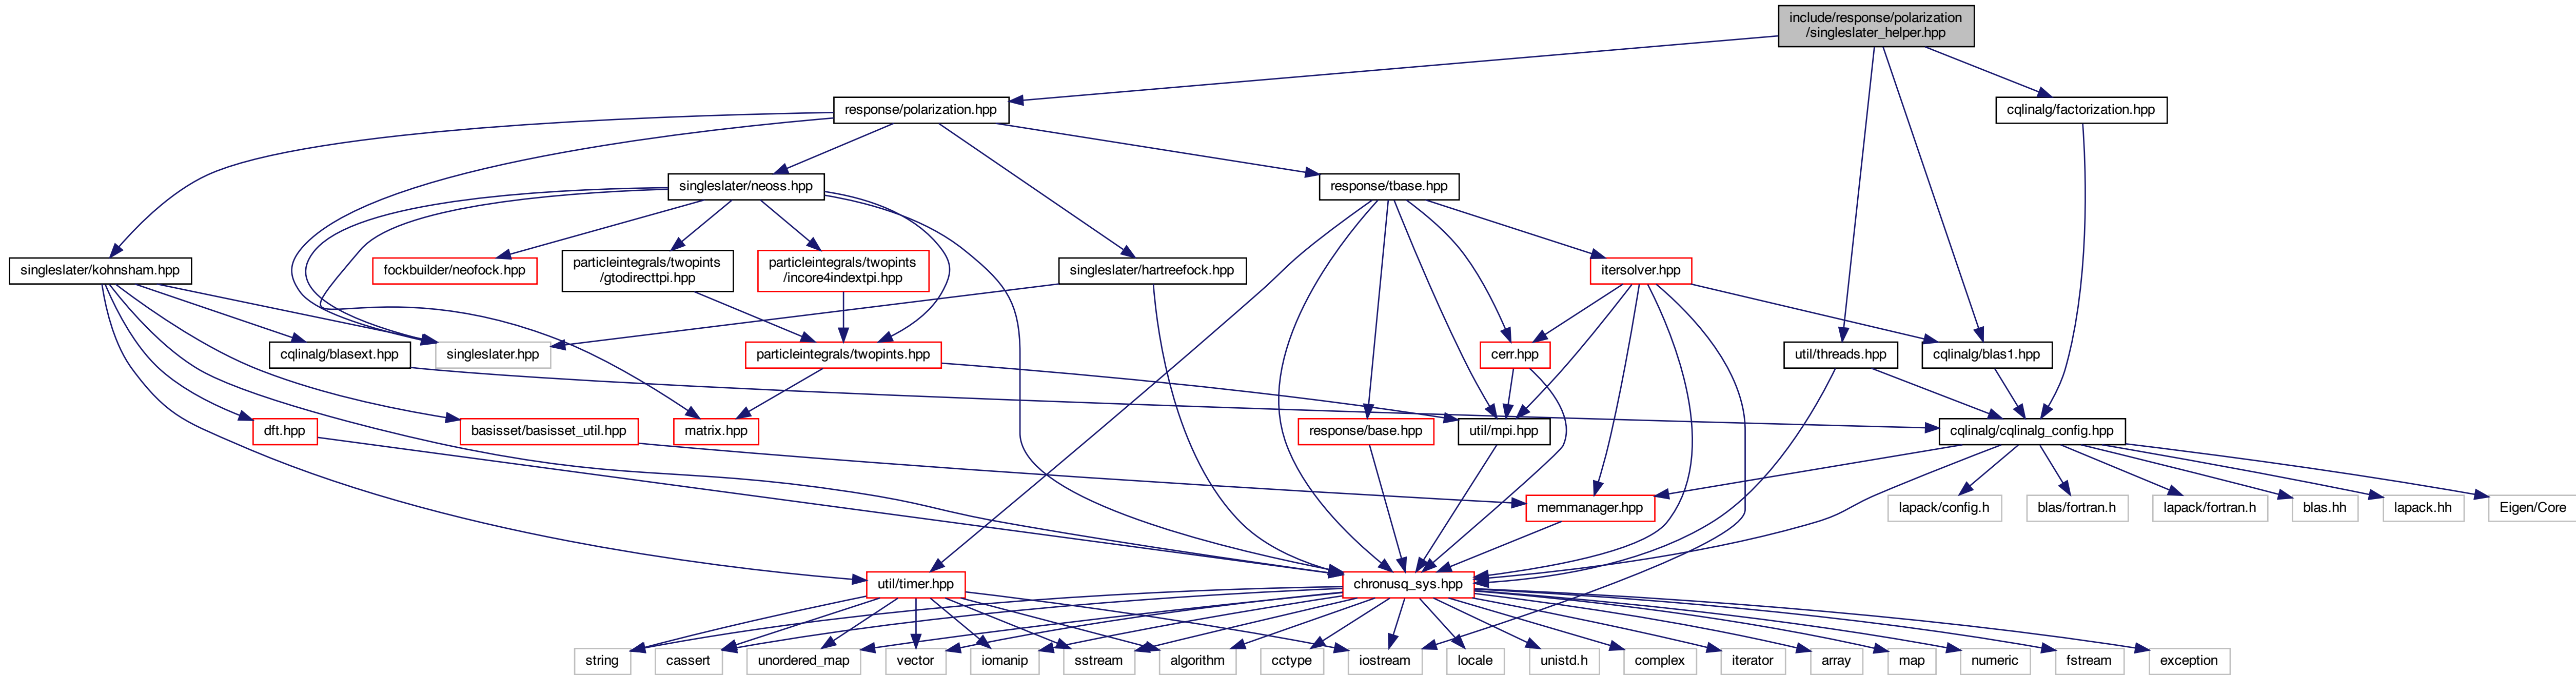 include/response/polarization
/singleslater_helper.hpp
response/polarization.hpp
cqlinalg/factorization.hpp
singleslater/neoss.hpp
response/tbase.hpp
singleslater/kohnsham.hpp
fockbuilder/neofock.hpp
particleintegrals/twopints
/gtodirecttpi.hpp
particleintegrals/twopints
/incore4indextpi.hpp
singleslater/hartreefock.hpp
itersolver.hpp
cqlinalg/blasext.hpp
singleslater.hpp
particleintegrals/twopints.hpp
cerr.hpp
util/threads.hpp
cqlinalg/blas1.hpp
dft.hpp
basisset/basisset_util.hpp
matrix.hpp
response/base.hpp
util/mpi.hpp
cqlinalg/cqlinalg_config.hpp
memmanager.hpp
lapack/config.h
blas/fortran.h
lapack/fortran.h
blas.hh
lapack.hh
Eigen/Core
util/timer.hpp
chronusq_sys.hpp
string
cassert
unordered_map
vector
iomanip
sstream
algorithm
cctype
iostream
locale
unistd.h
complex
iterator
array
map
numeric
fstream
exception